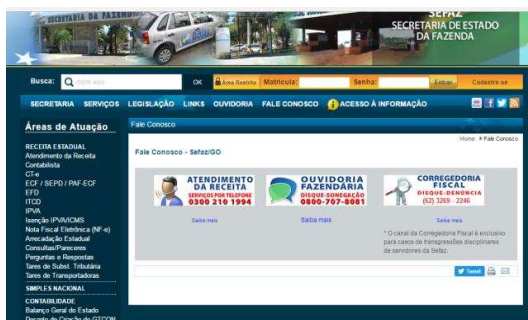 SECRETARIA DA FAZENDA
SEFAZ
SECRETARIA DE ESTADO
DA FAZENDA
Busca:
OK
Área Restrita
Matrícula:
Senha:
Entrar
Cadastre-se
SECRETARIA SERVIÇOS LEGISLAÇÃO LINKS OUVIDORIA FALE CONOSCO ACESSO À INFORMAÇÃO
Áreas de Atuação
RECEITA ESTADUAL
Atendimento da Receita
Contabilista
CT-e
ECF / SEPD / PAF-ECF
EFD
ITCD
IPVA
Isenção IPVA/ICMS
Nota Fiscal Eletrônica (NF-e)
Arrecadação Estadual
Consultas/Pareceres
Perguntas e Respostas
Tares de Subst. Tributária
Tares de Transportadoras
SIMPLES NACIONAL
CONTABILIDADE
Balanço Geral do Estado
Decreto de Criação do GTCON
Fale Conosco
Home Fale Conosco
Fale Conosco - Sefaz/GO
ATENDIMENTO
DA RECEITA
SERVIÇOS POR TELEFONE
0300 210 1994
Saiba mais
OUVIDORIA
FAZENDÁRIA
DISQUE-SONEGAÇÃO
0800-707-8081
Saiba mais
CORREGEDORIA
FISCAL
DISQUE-DENÚNCIA
(62) 3269 - 2246
Saiba mais
* O canal da Corregedoria Fiscal é exclusivo
para casos de transgressões disciplinares
de servidores da Sefaz.
Tweet